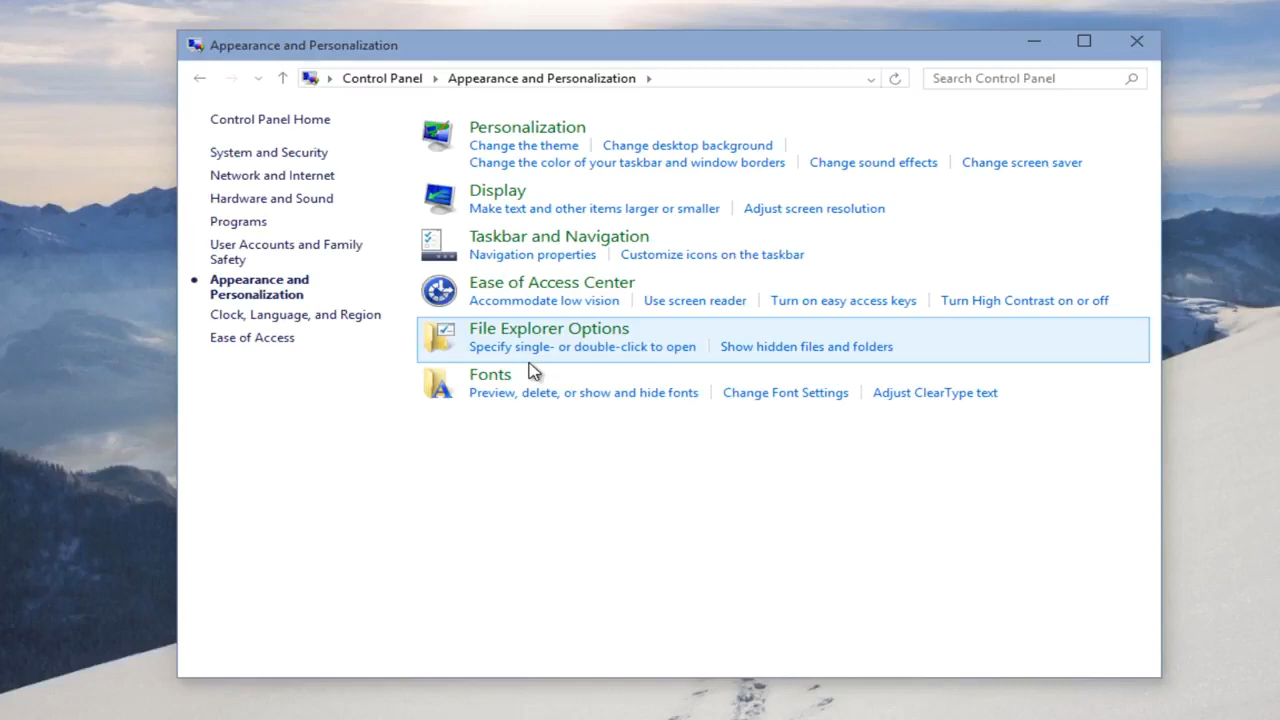 Appearance and Personalization
Control Panel
Appearance and Personalization
Search Control Panel
Control Panel Home
System and Security
Network and Internet
Hardware and Sound
Programs
User Accounts and Family
Safety
Appearance and
Personalization
Clock, Language, and Region
Ease of Access
Personalization
Change the theme
Change desktop background
Change the color of your taskbar and window borders
Change sound effects
Change screen saver
Display
Make text and other items larger or smaller
Adjust screen resolution
Taskbar and Navigation
Navigation properties
Customize icons on the taskbar
Ease of Access Center
Accommodate low vision
Use screen reader
Turn on easy access keys
Turn High Contrast on or off
File Explorer Options
Specify single- or double-click to open
Show hidden files and folders
Fonts
Preview, delete, or show and hide fonts
Change Font Settings
Adjust ClearType text